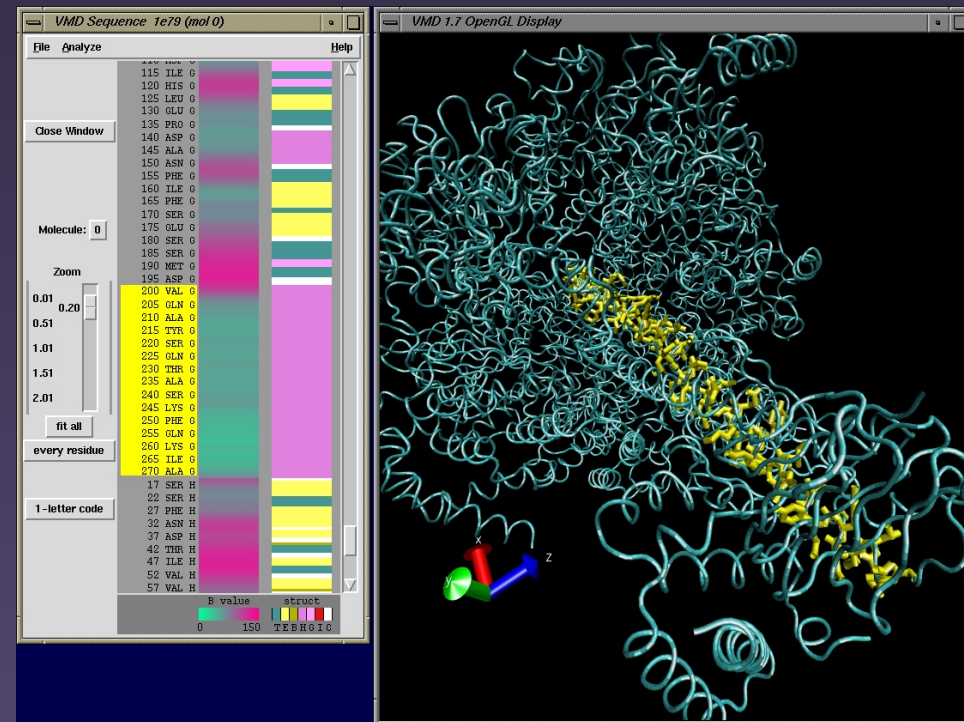 VMD Sequence 1e79 (mol 0)
File Analyze Help
115 ILE G
120 HIS G
125 LEU G
130 GLU G
135 PRO G
140 ASP G
145 ALA G
150 ASN G
155 PHE G
160 ILE G
165 PHE G
170 SER G
175 GLU G
180 SER G
185 SER G
190 MET G
195 ASP G
200 VAL G
205 GLN G
210 ALA G
215 TYR G
220 SER G
225 GLN G
230 THR G
235 ALA G
240 SER G
245 LYS G
250 PHE G
255 GLN G
260 LYS G
265 ILE G
270 ALA G
17 SER H
22 SER H
27 PHE H
32 ASN H
37 ASP H
42 THR H
47 ILE H
52 VAL H
57 VAL H
Close Window
Molecule: 0
Zoom
0.01
0.20
0.51
1.01
1.51
2.01
fit all
every residue
1-letter code
B value struct
0 150 TEBHGIC
VMD 1.7 OpenGL Display
x
y
z